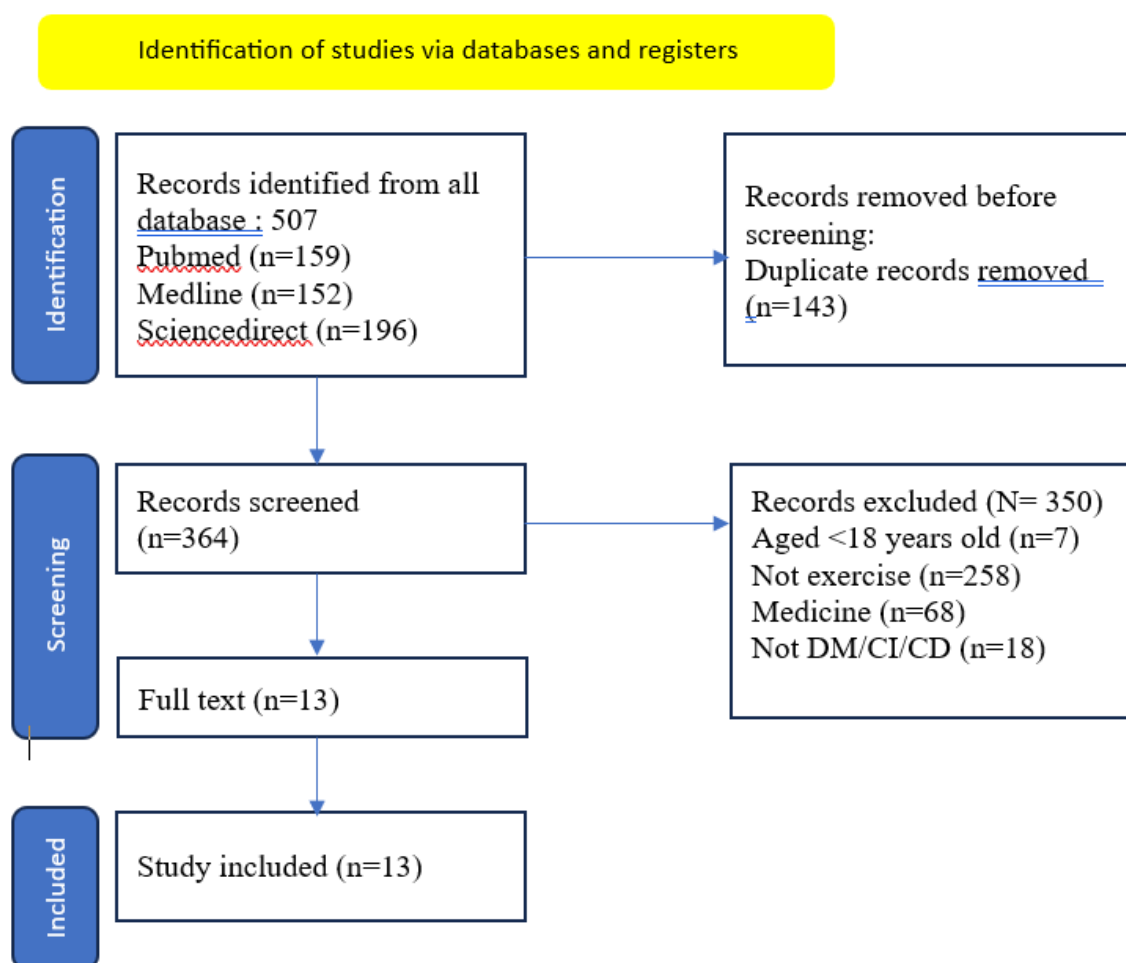 Identification of studies via databases and registers
Identification
Records identified from all
database : 507
Pubmed (n=159)
Medline (n=152)
Sciencedirect (n=196)
Records removed before
screening:
Duplicate records removed
(n=143)
Screening
Records screened
(n=364)
Records excluded (N= 350)
Aged <18 years old (n=7)
Not exercise (n=258)
Medicine (n=68)
Not DM/CI/CD (n=18)
Full text (n=13)
Included
Study included (n=13)